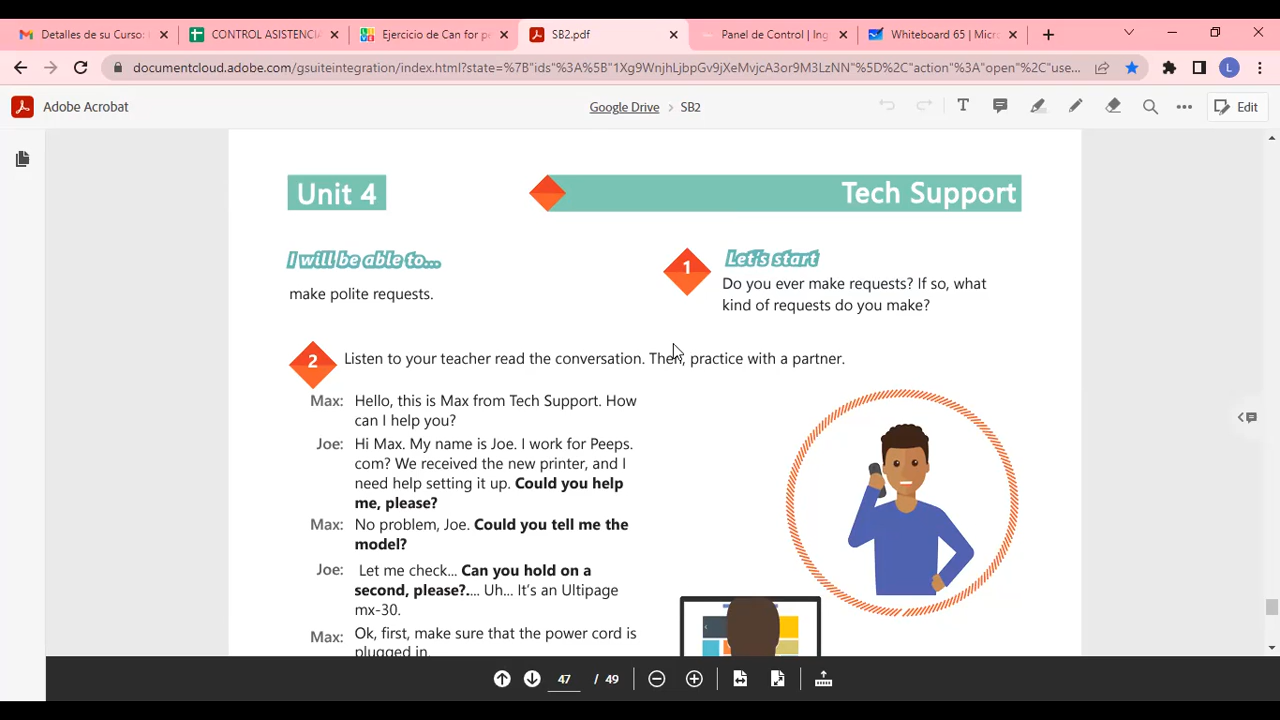 Detalles de su Curso: I
CONTROL ASISTENCIA
Ejercicio de Can for pe
SB2.pdf
Panel de Control | Ing
Whiteboard 65 | Micro
documentcloud.adobe.com/gsuiteintegration/index.html?state=%7B"ids"%3A%5B"1Xg9WnjhLjbpGv9jXeMvjcA3or9M3LzNN"%5D%2C"action"%3A"open"%2C"use...
L
Adobe Acrobat
Google Drive > SB2
Edit
Unit 4
Tech Support
I will be able to...
make polite requests.
1
Let's start
Do you ever make requests? If so, what
kind of requests do you make?
2
Listen to your teacher read the conversation. Then, practice with a partner.
Max: Hello, this is Max from Tech Support. How
can I help you?
Joe: Hi Max. My name is Joe. I work for Peeps.
com? We received the new printer, and I
need help setting it up. Could you help
me, please?
Max: No problem, Joe. Could you tell me the
model?
Joe: Let me check... Can you hold on a
second, please?.... Uh... It's an Ultipage
mx-30.
Max: Ok, first, make sure that the power cord is
plugged in.
47 / 49